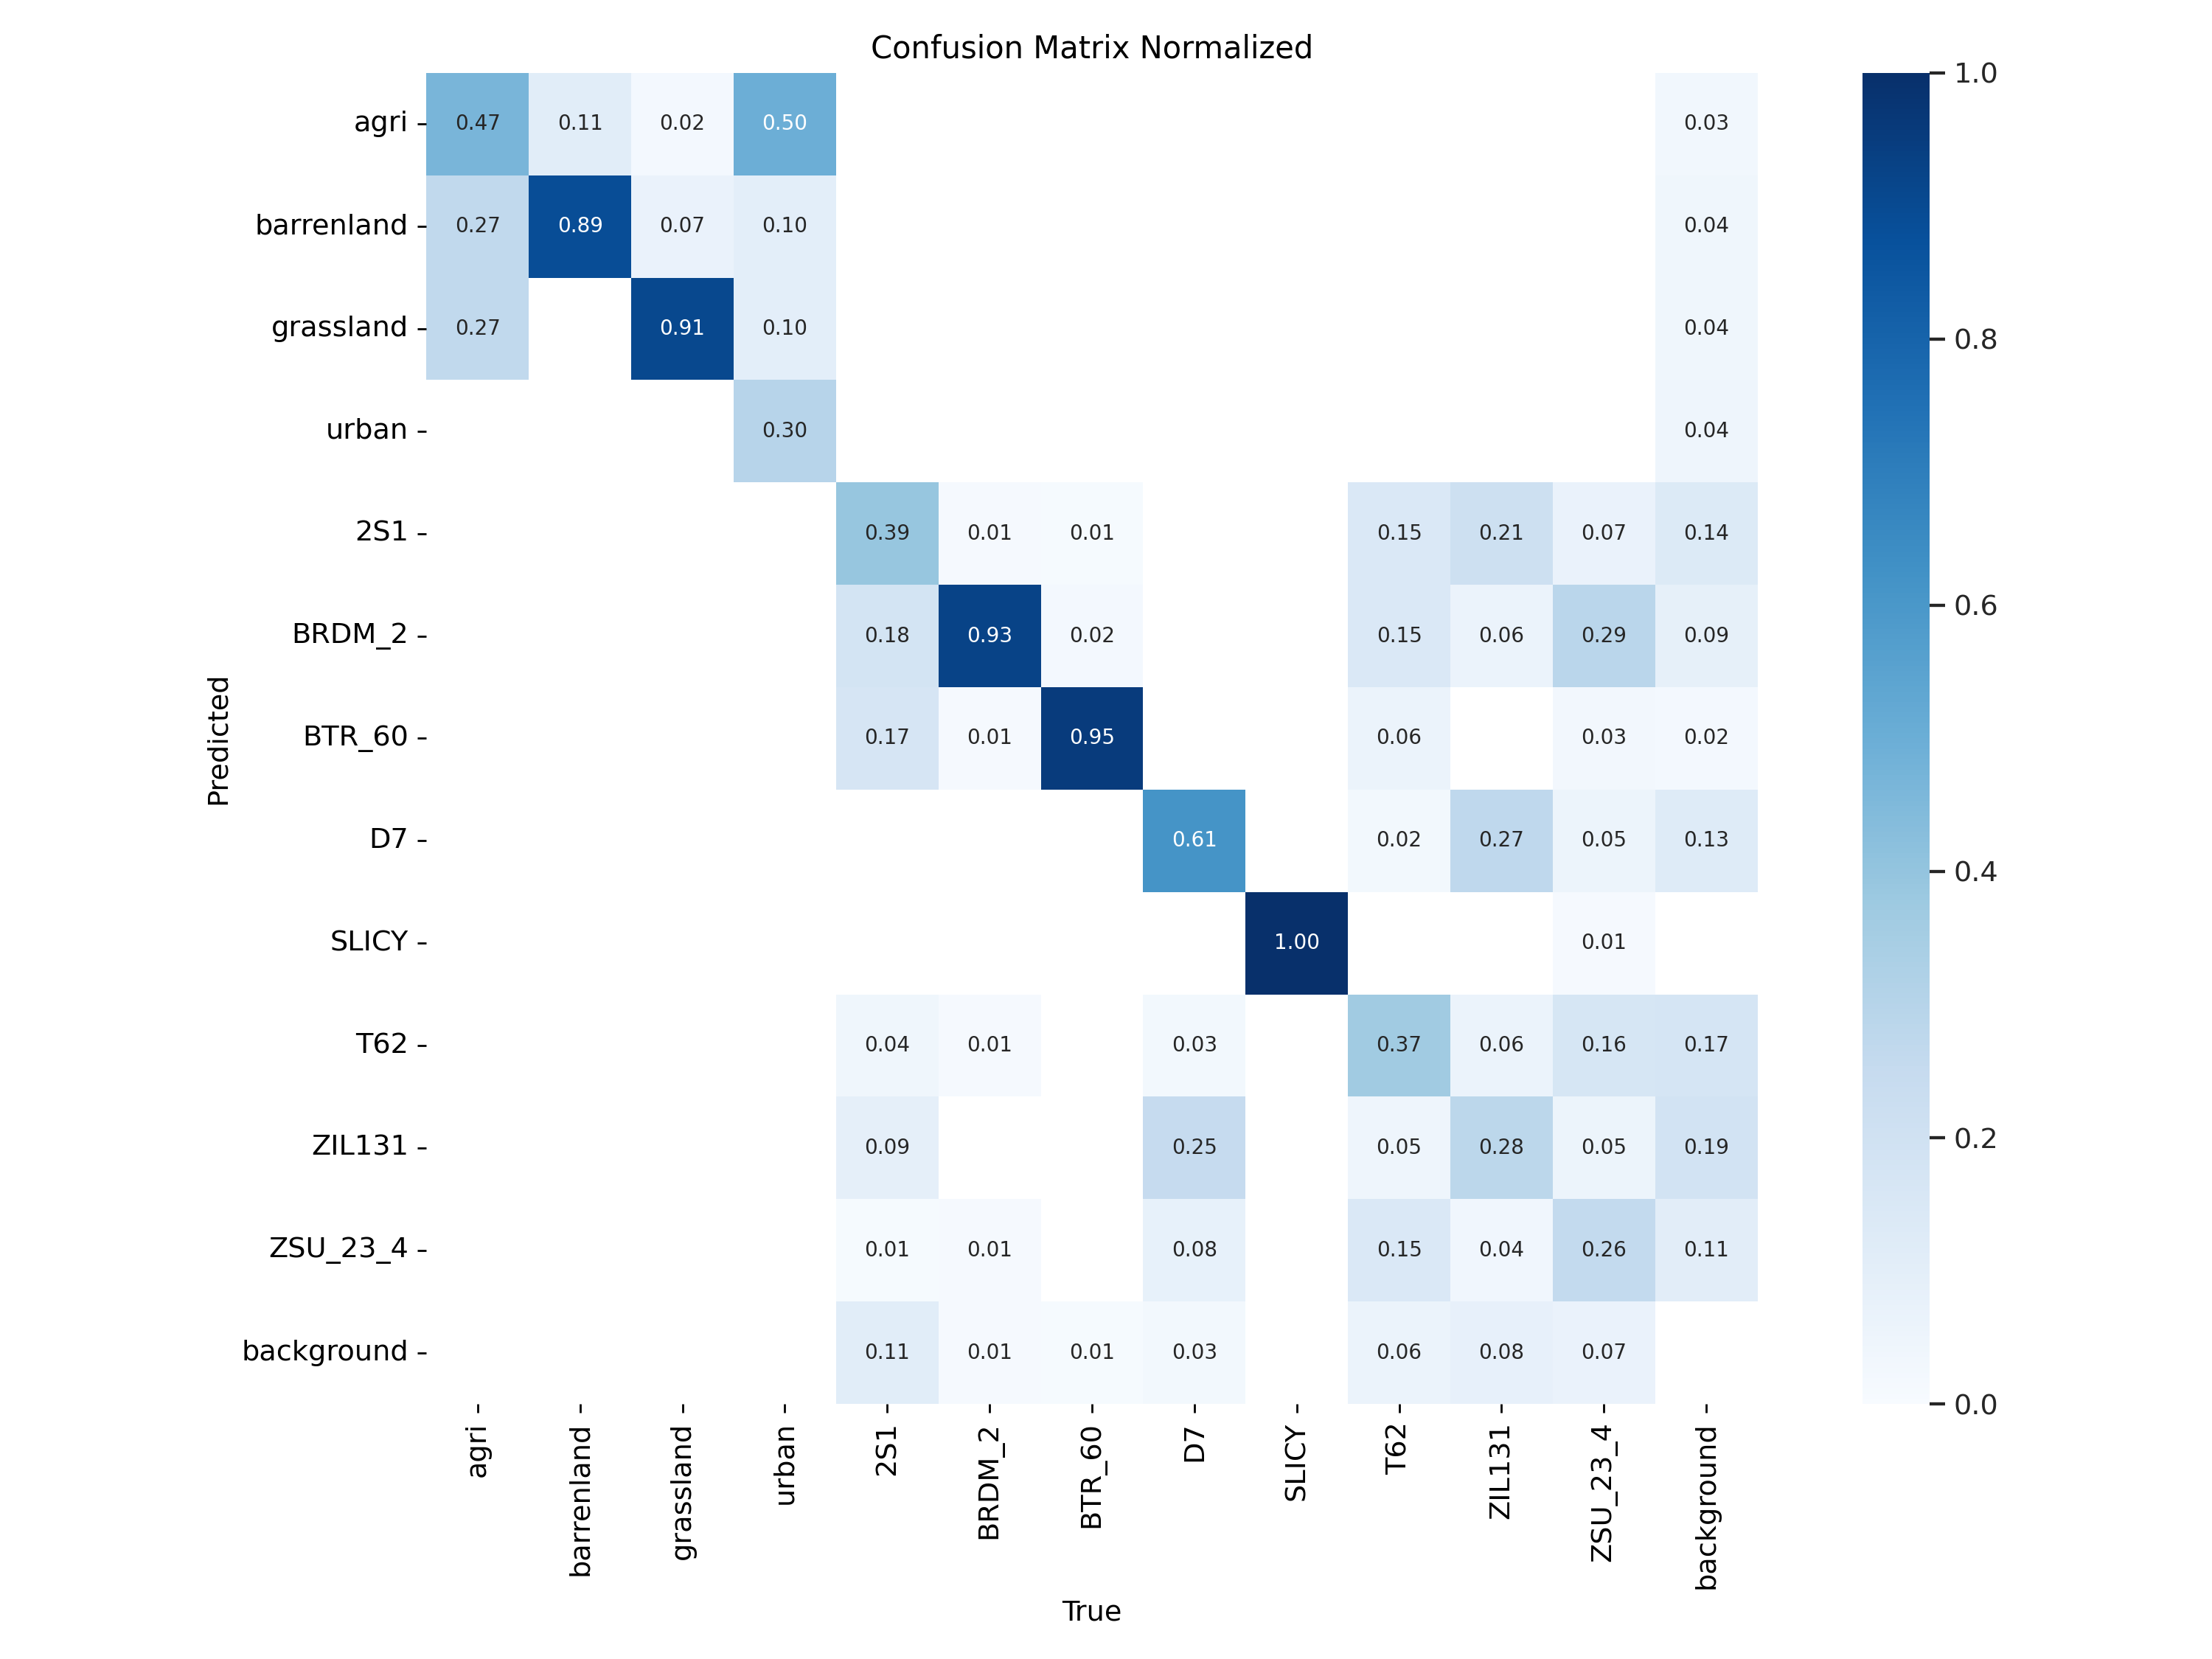 Confusion Matrix Normalized
agri 0.47 0.11 0.02 0.50 0.03
barrenland 0.27 0.89 0.07 0.10 0.04
grassland 0.27 0.91 0.10 0.04
urban 0.30 0.04
2S1 0.39 0.01 0.01 0.15 0.21 0.07 0.14
BRDM_2 0.18 0.93 0.02 0.15 0.06 0.29 0.09
BTR_60 0.17 0.01 0.95 0.06 0.03 0.02
D7 0.61 0.02 0.27 0.05 0.13
SLICY 1.00 0.01
T62 0.04 0.01 0.03 0.37 0.06 0.16 0.17
ZIL131 0.09 0.25 0.05 0.28 0.05 0.19
ZSU_23_4 0.01 0.01 0.08 0.15 0.04 0.26 0.11
background 0.11 0.01 0.01 0.03 0.06 0.08 0.07
Predicted
agri barrenland grassland urban 2S1 BRDM_2 BTR_60 D7 SLICY T62 ZIL131 ZSU_23_4 background
True
1.0
0.8
0.6
0.4
0.2
0.0